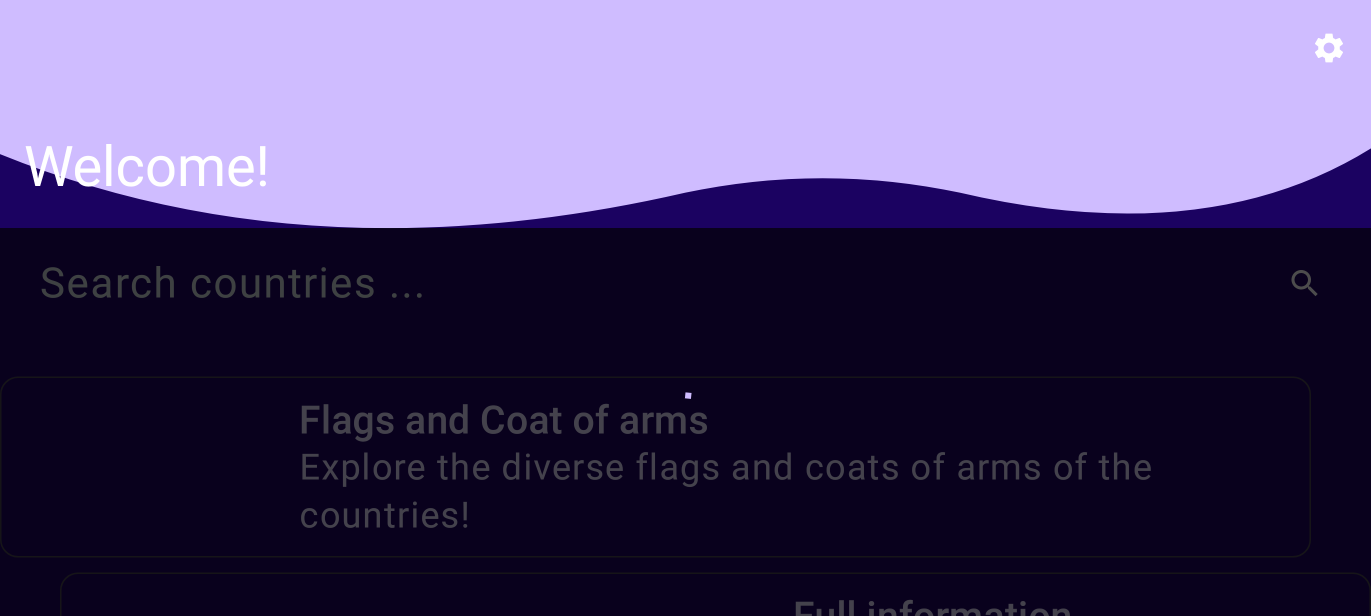 Welcome!
Search countries ...
Flags and Coat of arms
Explore the diverse flags and coats of arms of the
countries!
Full information